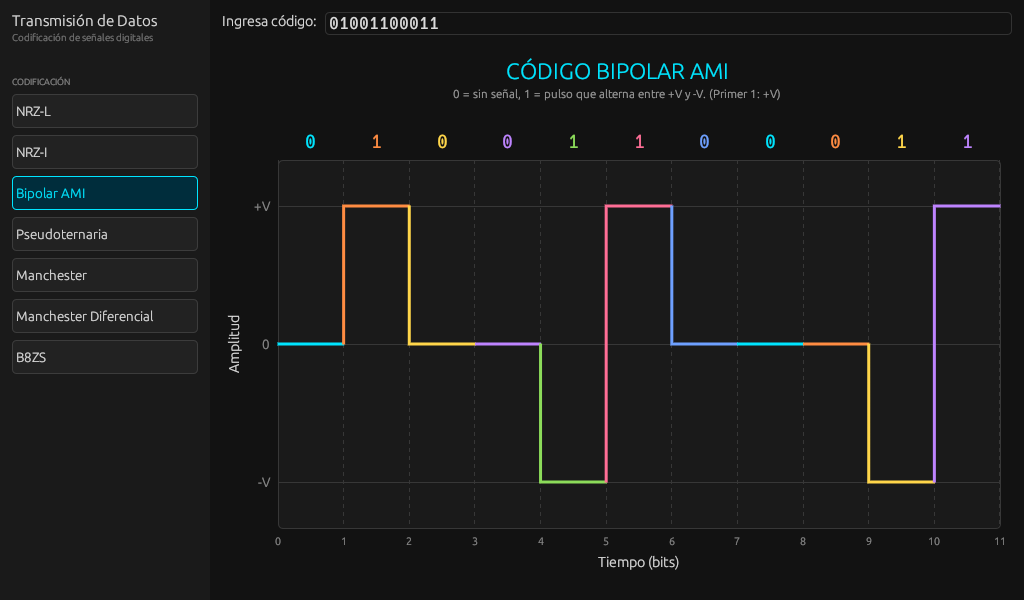 Transmisión de Datos
Codificación de señales digitales
CODIFICACIÓN
NRZ-L
NRZ-I
Bipolar AMI
Pseudoternaria
Manchester
Manchester Diferencial
B8ZS
Ingresa código: 01001100011
CÓDIGO BIPOLAR AMI
0 = sin señal, 1 = pulso que alterna entre +V y -V. (Primer 1: +V)
0 1 0 0 1 1 0 0 0 1 1
+V
0
-V
Amplitud
0 1 2 3 4 5 6 7 8 9 10 11
Tiempo (bits)